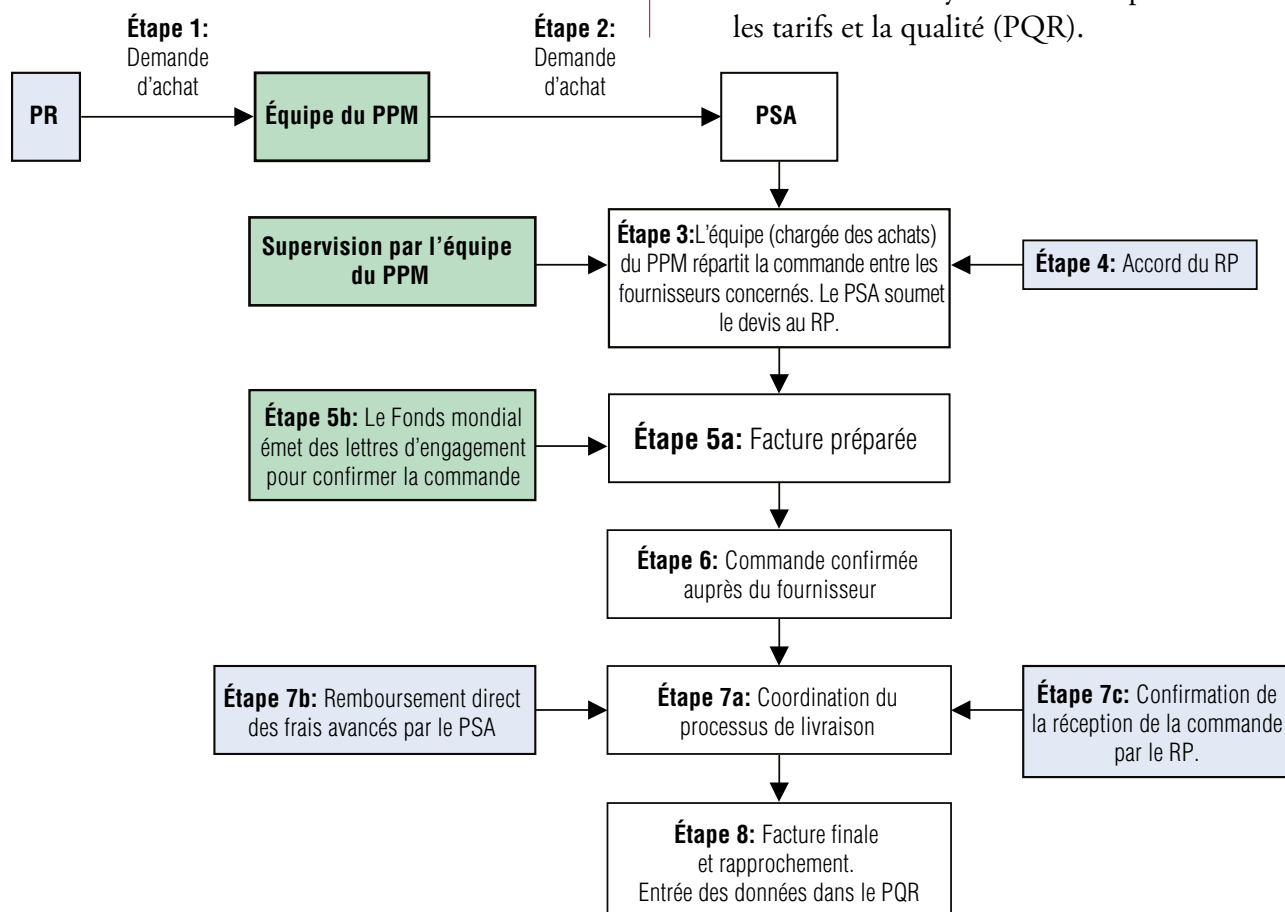 les tarifs et la qualité (PQR).
Étape 1:
Demande
d'achat
Étape 2:
Demande
d'achat
PR
Équipe du PPM
PSA
Supervision par l'équipe
du PPM
Étape 3:L'équipe (chargée des achats)
du PPM répartit la commande entre les
fournisseurs concernés. Le PSA soumet
le devis au RP.
Étape 4: Accord du RP
Étape 5b: Le Fonds mondial
émet des lettres d'engagement
pour confirmer la commande
Étape 5a: Facture préparée
Étape 6: Commande confirmée
auprès du fournisseur
Étape 7b: Remboursement direct
des frais avancés par le PSA
Étape 7a: Coordination du
processus de livraison
Étape 7c: Confirmation de
la réception de la commande
par le RP.
Étape 8: Facture finale
et rapprochement.
Entrée des données dans le PQR